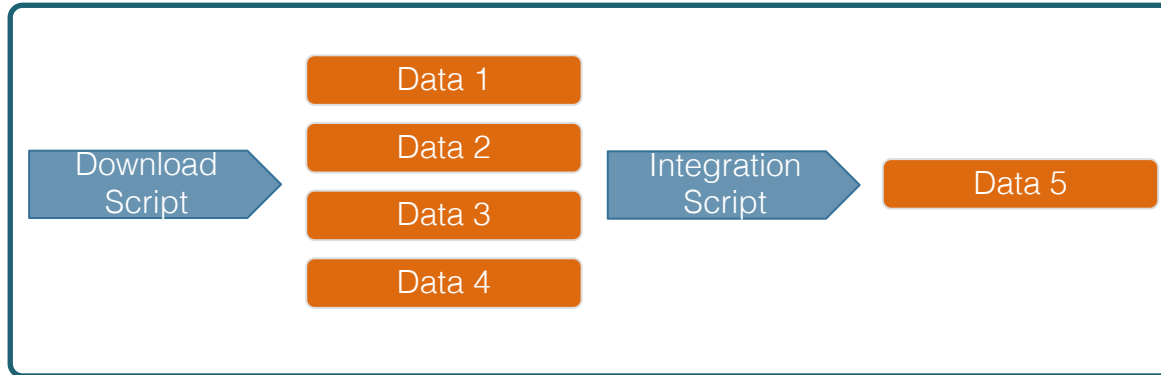 Download
Script
Data 1
Data 2
Data 3
Data 4
Integration
Script
Data 5